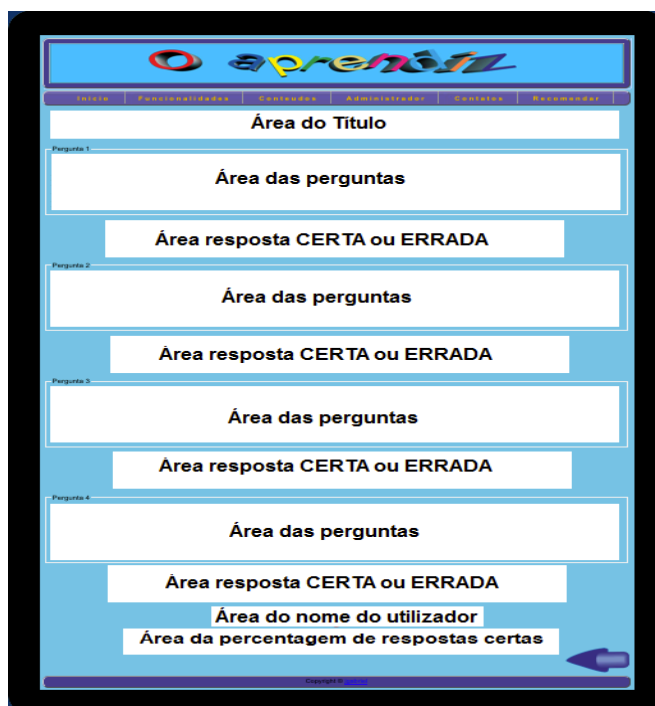 O aprendiz
Inicio Funcionalidades Conteudos Administrador Contatos Recomendar
Área do Título
Pergunta 1
Área das perguntas
Área resposta CERTA ou ERRADA
Pergunta 2
Área das perguntas
Área resposta CERTA ou ERRADA
Pergunta 3
Área das perguntas
Área resposta CERTA ou ERRADA
Pergunta 4
Área das perguntas
Área resposta CERTA ou ERRADA
Área do nome do utilizador
Área da percentagem de respostas certas
Copyright ©